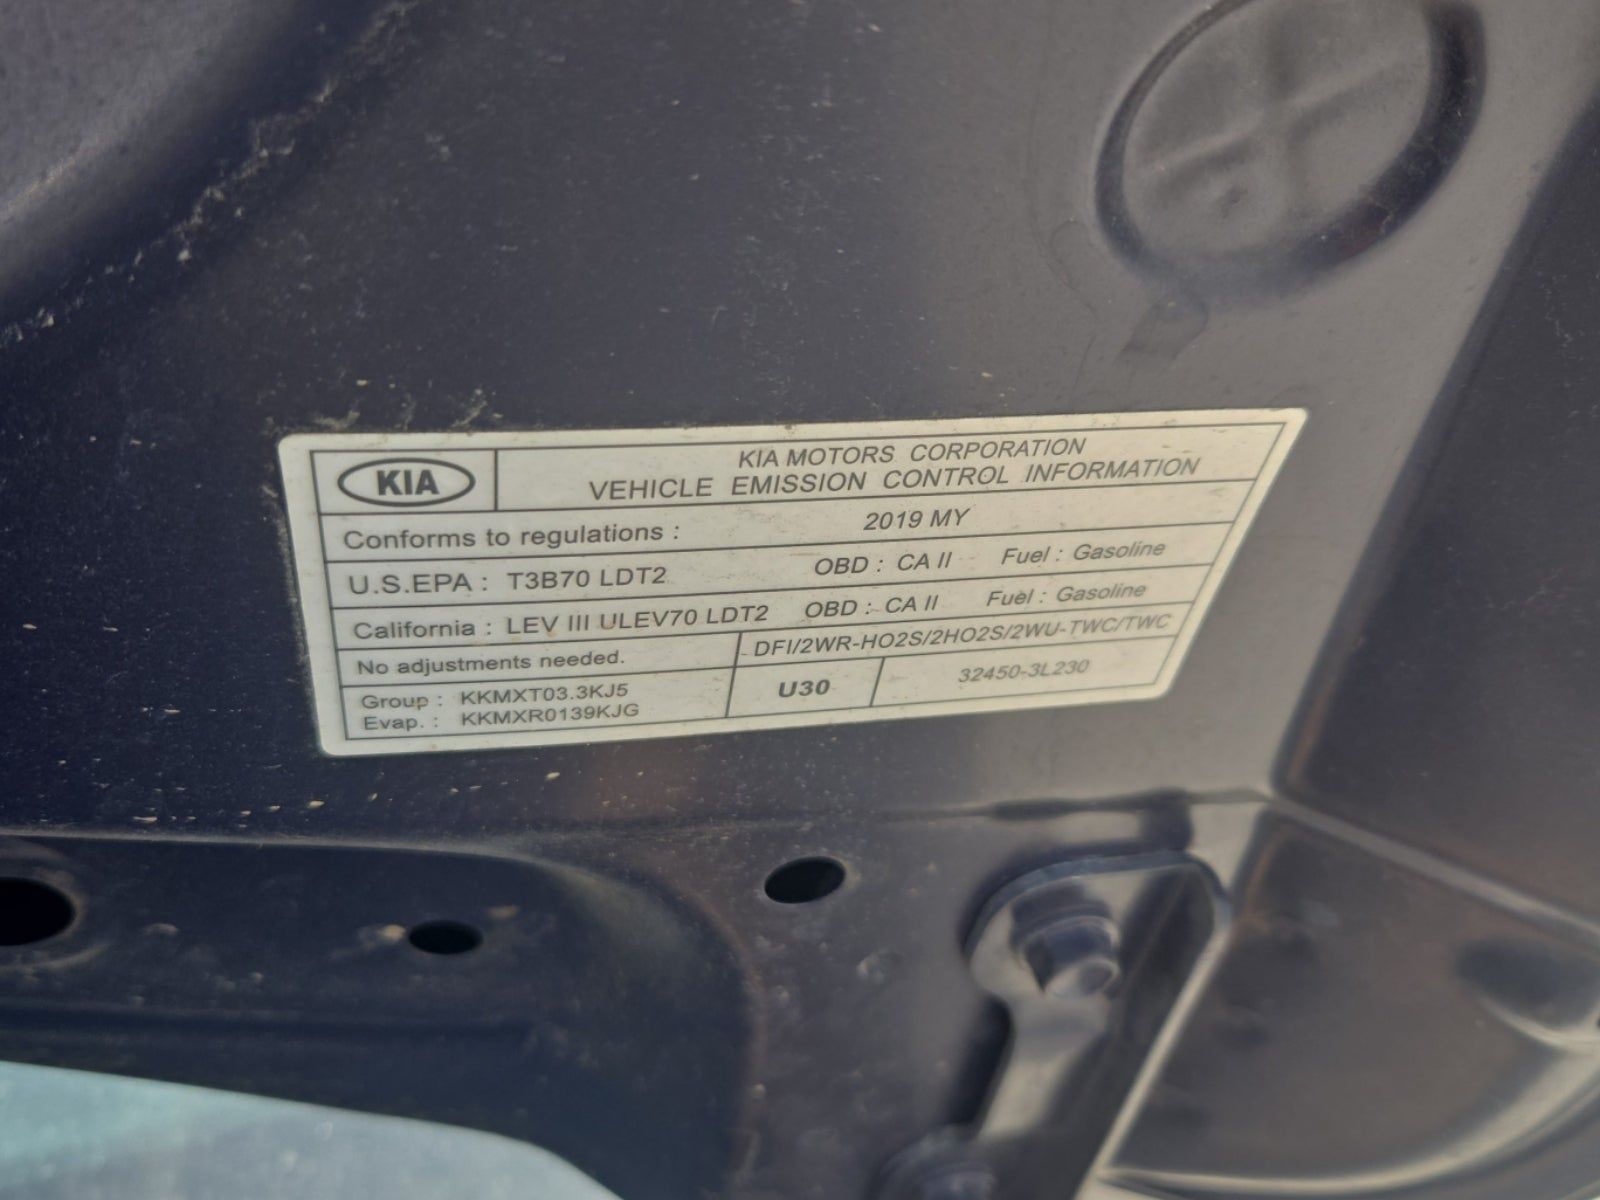 KIA
KIA MOTORS CORPORATION
VEHICLE EMISSION CONTROL INFORMATION
Conforms to regulations : 2019 MY
U.S.EPA : T3B70 LDT2 OBD : CA II Fuel : Gasoline
California : LEV III ULEV70 LDT2 OBD : CA II Fuel : Gasoline
No adjustments needed. DFI/2WR-HO2S/2HO2S/2WU-TWC/TWC
Group : KKMXT03.3KJ5
Evap. : KKMXR0139KJG
U30
32450-3L230